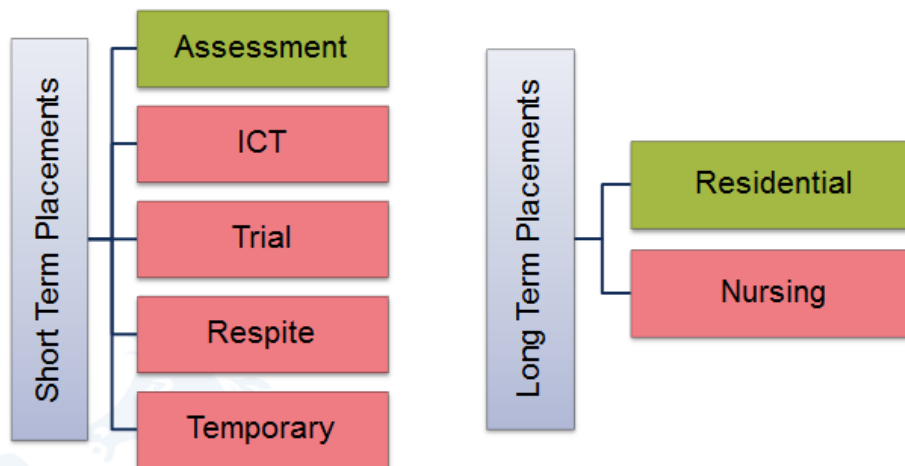 Short Term Placements
Assessment
ICT
Trial
Respite
Temporary
Long Term Placements
Residential
Nursing